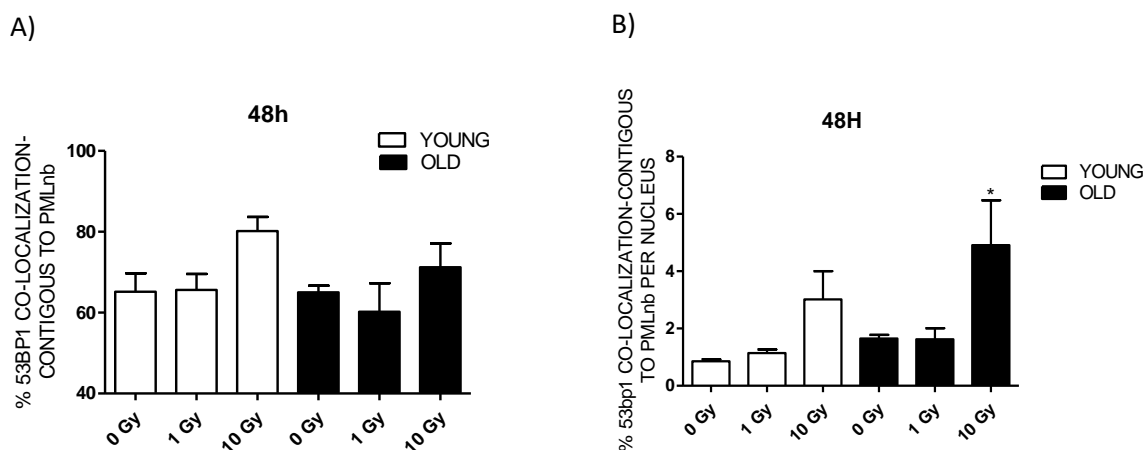 A)
48h
YOUNG
OLD
% 53BP1 CO-LOCALIZATION-
CONTIGOUS TO PMLnb
100
80
60
40
0 Gy
1 Gy
10 Gy
0 Gy
1 Gy
10 Gy
B)
48H
YOUNG
OLD
% 53bp1 CO-LOCALIZATION-CONTIGOUS
TO PMLnb PER NUCLEUS
8
6
4
2
0
*
0 Gy
1 Gy
10 Gy
0 Gy
1 Gy
10 Gy